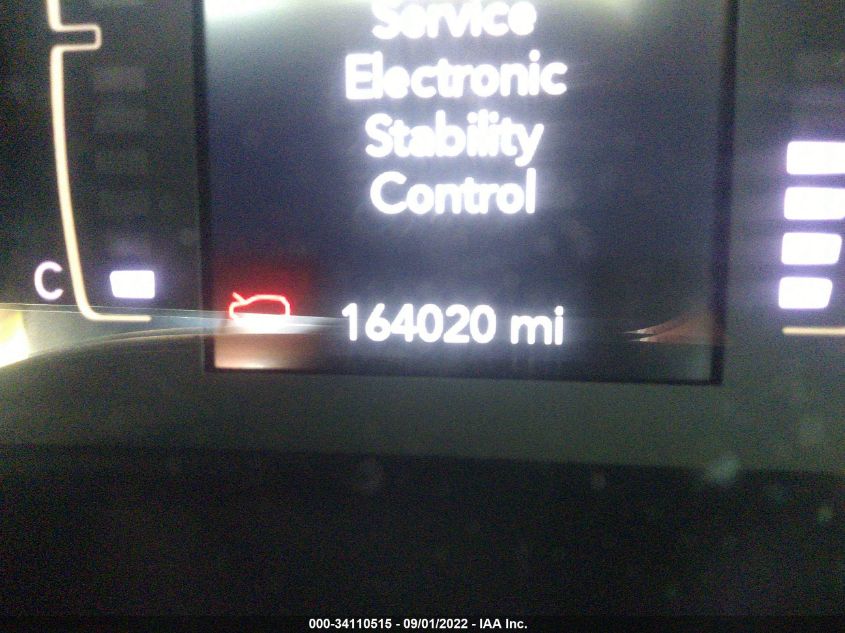 Service
Electronic
Stability
Control
C
164020 mi
000-34110515 - 09/01/2022 - IAA Inc.